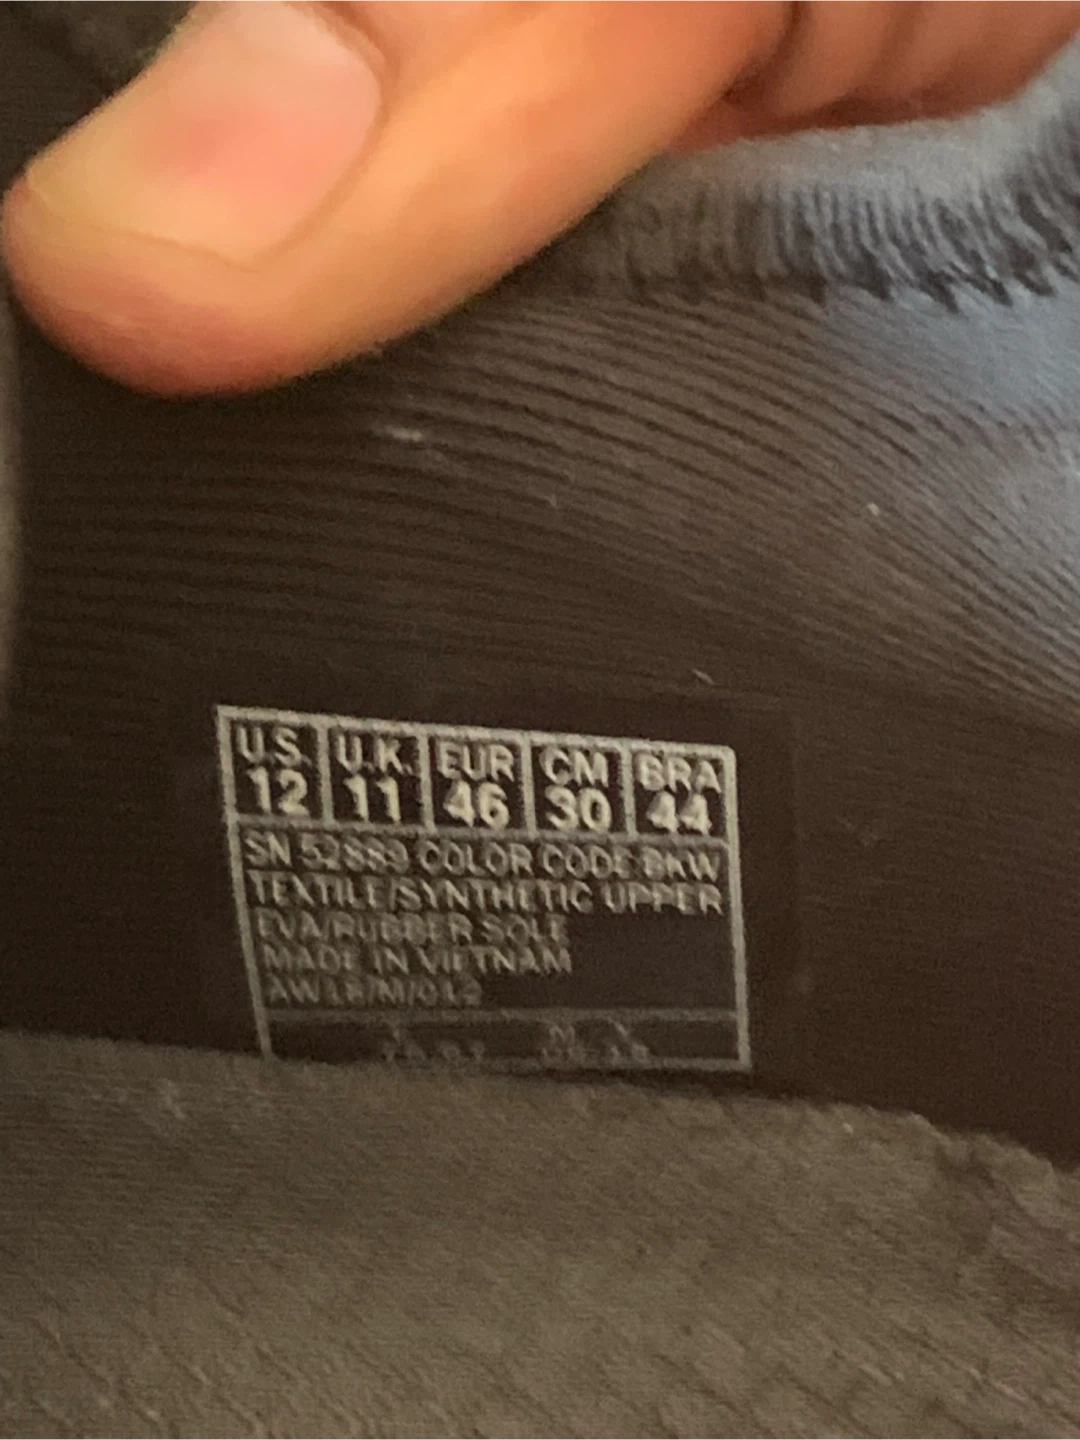 U.S. U.K. EUR CM BRA
12 11 46 30 44
SN 52889 COLOR CODE BKW
TEXTILE/SYNTHETIC UPPER
EVA/RUBBER SOLE
MADE IN VIETNAM